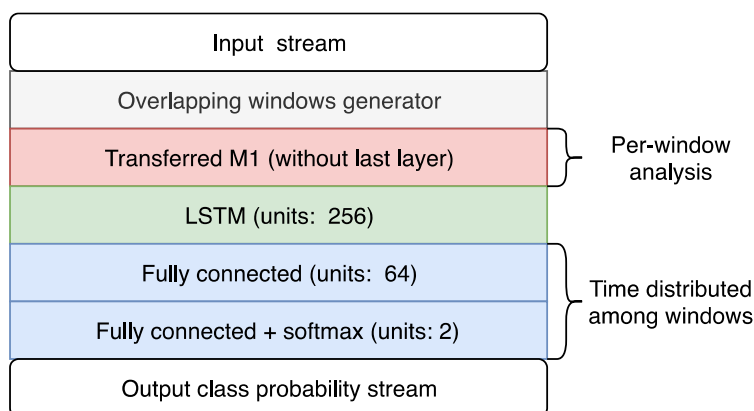 Input stream
Overlapping windows generator
Transferred M1 (without last layer)
Per-window
analysis
LSTM (units: 256)
Fully connected (units: 64)
Fully connected + softmax (units: 2)
Time distributed
among windows
Output class probability stream